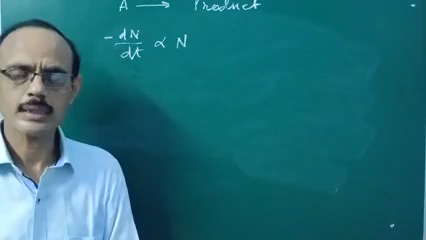 A → Product
- dN/dt ∝ N